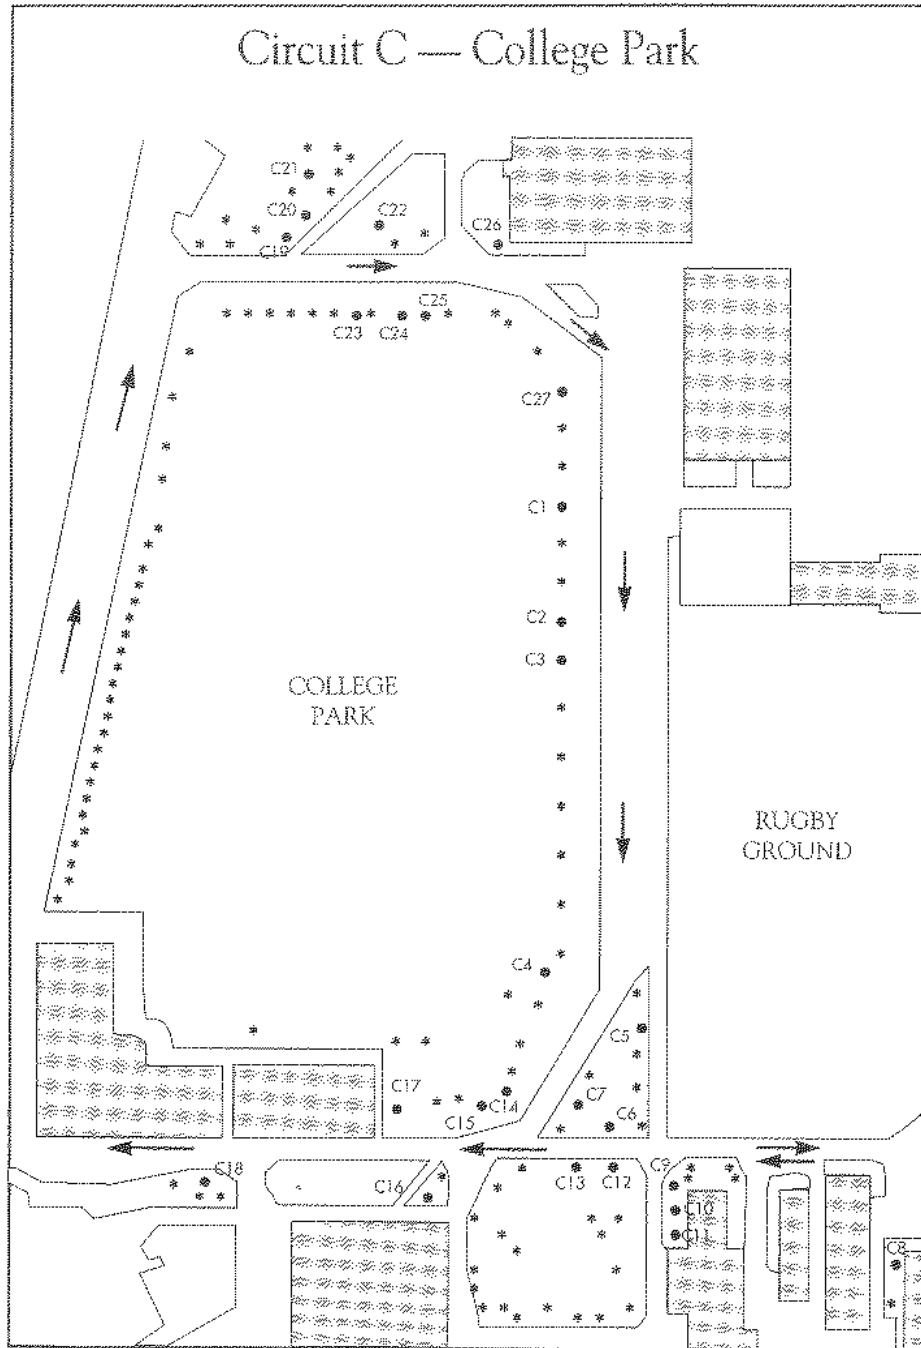 Circuit C — College Park
C21
C20
C22
C19
C26
C25
C23
C24
C27
C1
C2
C3
COLLEGE
PARK
RUGBY
GROUND
C4
C5
C17
C14
C15
C7
C6
C18
C16
C13
C12
C9
C10
C11
C8